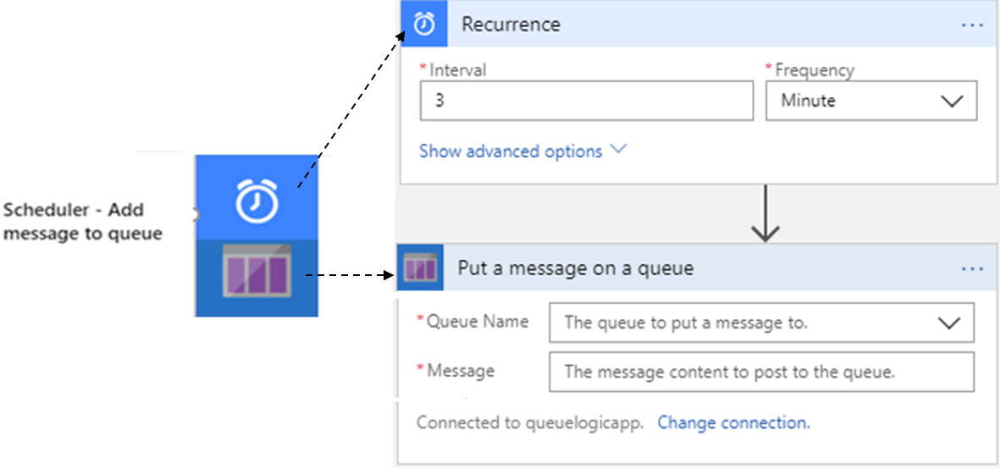 Recurrence
* Interval
* Frequency
3
Minute
Show advanced options
Scheduler - Add
message to queue
Put a message on a queue
* Queue Name
The queue to put a message to.
* Message
The message content to post to the queue.
Connected to queuelogicapp. Change connection.